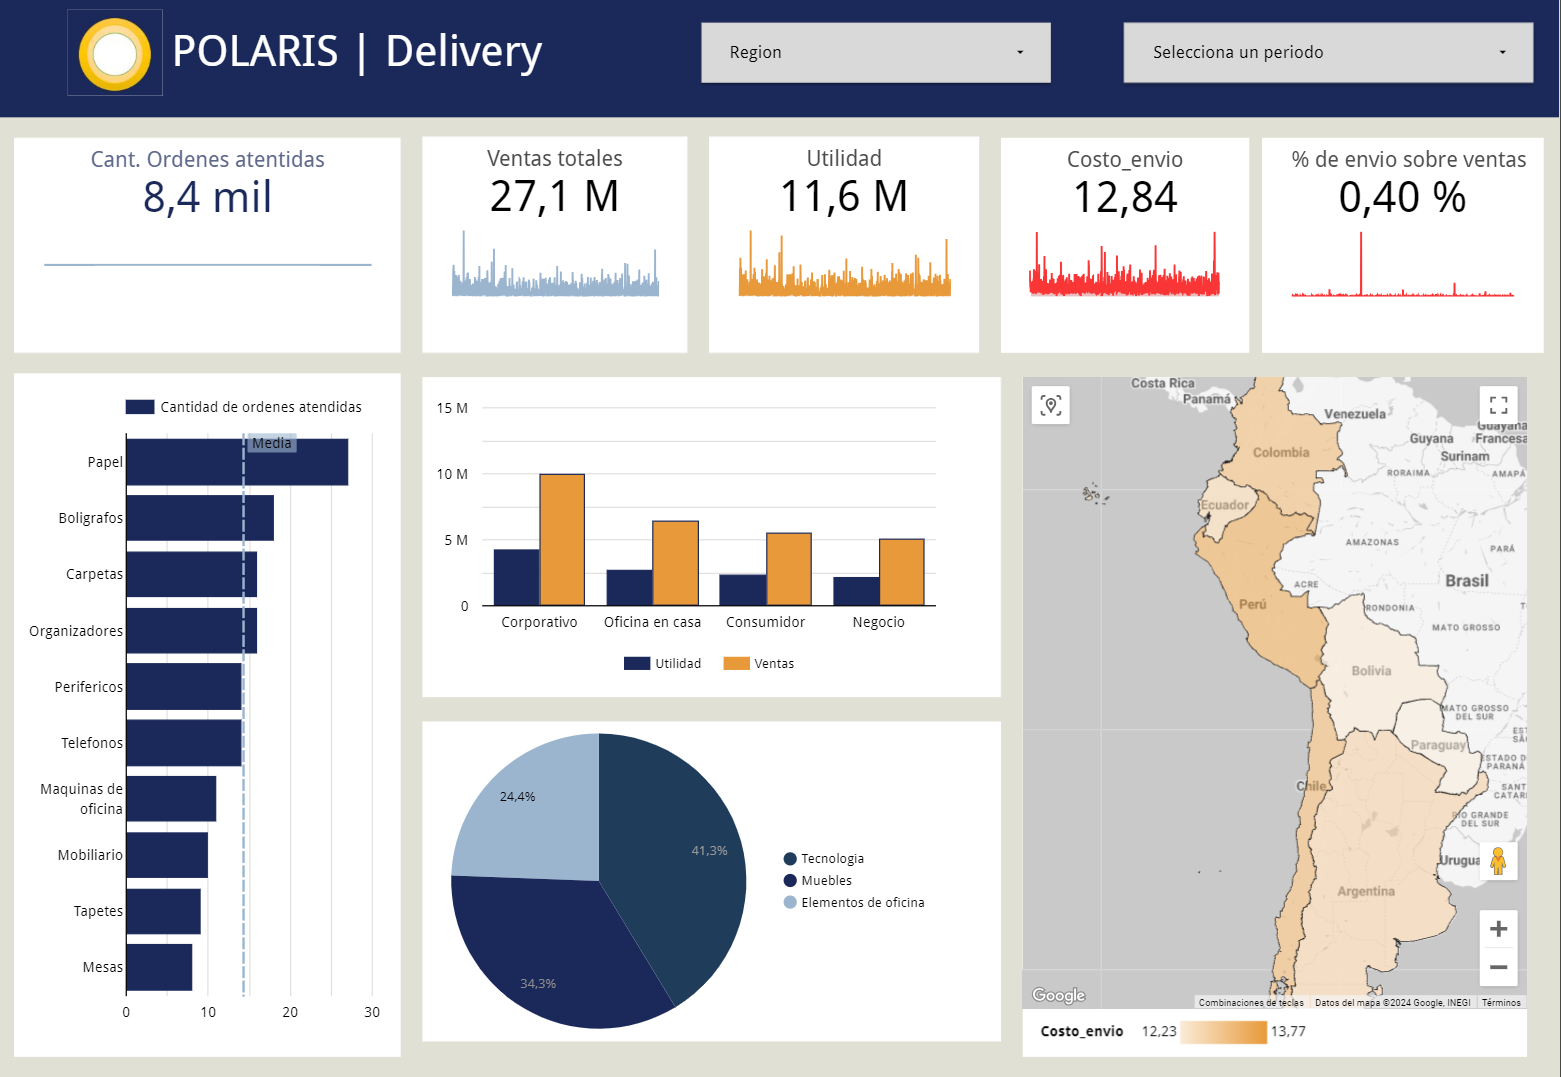 POLARIS | Delivery
Region
Selecciona un periodo
Cant. Ordenes atentidas
8,4 mil
Ventas totales
27,1 M
Utilidad
11,6 M
Costo_envio
12,84
% de envio sobre ventas
0,40 %
Cantidad de ordenes atendidas
Media
Papel
Boligrafos
Carpetas
Organizadores
Perifericos
Telefonos
Maquinas de
oficina
Mobiliario
Tapetes
Mesas
0
10
20
30
15 M
10 M
5 M
0
Corporativo
Oficina en casa
Consumidor
Negocio
Utilidad
Ventas
24,4%
41,3%
34,3%
Tecnologia
Muebles
Elementos de oficina
Costa Rica
Panamá
Venezuela
Guyana
Guayana
Francesa
Surinam
Colombia
RORAIMA
AMAPÁ
Ecuador
AMAZONAS
PARÁ
Brasil
ACRE
Perú
RONDONIA
MATO GROSSO
Bolivia
MATO GROSSO
DEL SUR
Paraguay
ESTADO D
PARANÁ
Chile
SANT
CATAR
RIO GRANDE
DEL SUR
Urugua
Argentina
Google
Combinaciones de teclas
Datos del mapa ©2024 Google, INEGI
Términos
Costo_envio
12,23
13,77